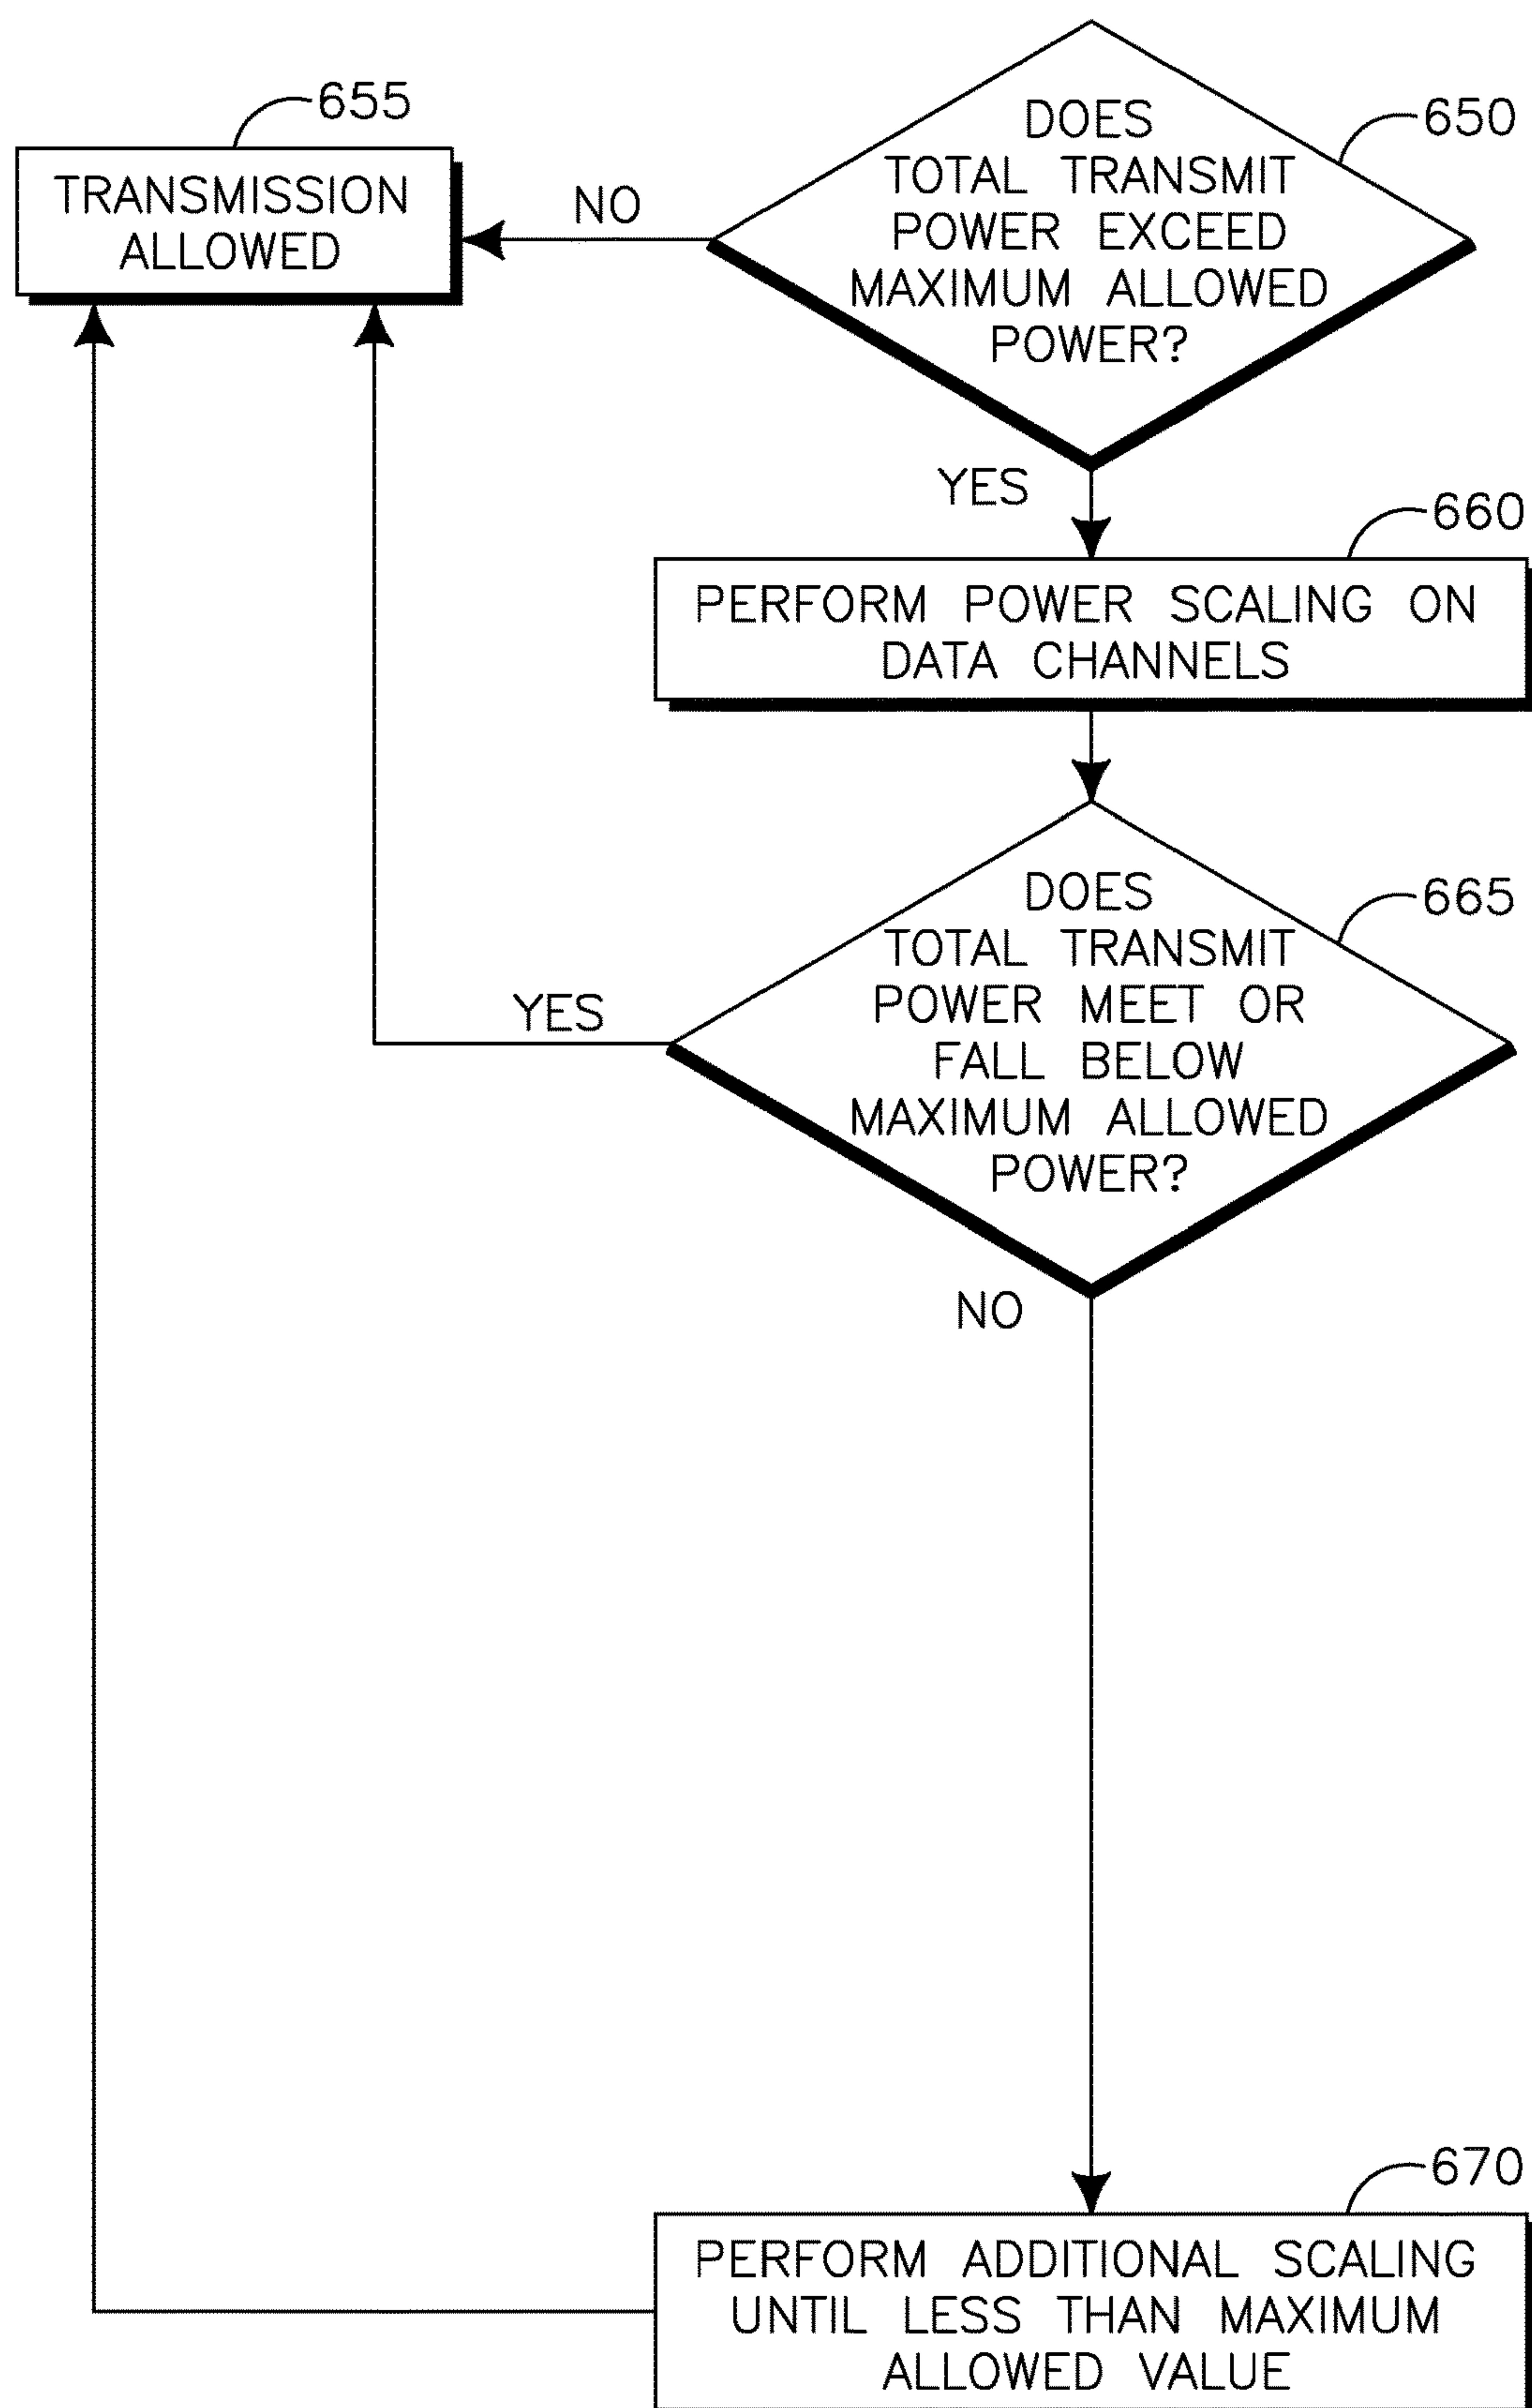 655
TRANSMISSION
ALLOWED
NO
DOES
TOTAL TRANSMIT
POWER EXCEED
MAXIMUM ALLOWED
POWER?
650
YES
660
PERFORM POWER SCALING ON
DATA CHANNELS
DOES
TOTAL TRANSMIT
POWER MEET OR
FALL BELOW
MAXIMUM ALLOWED
POWER?
665
YES
NO
670
PERFORM ADDITIONAL SCALING
UNTIL LESS THAN MAXIMUM
ALLOWED VALUE